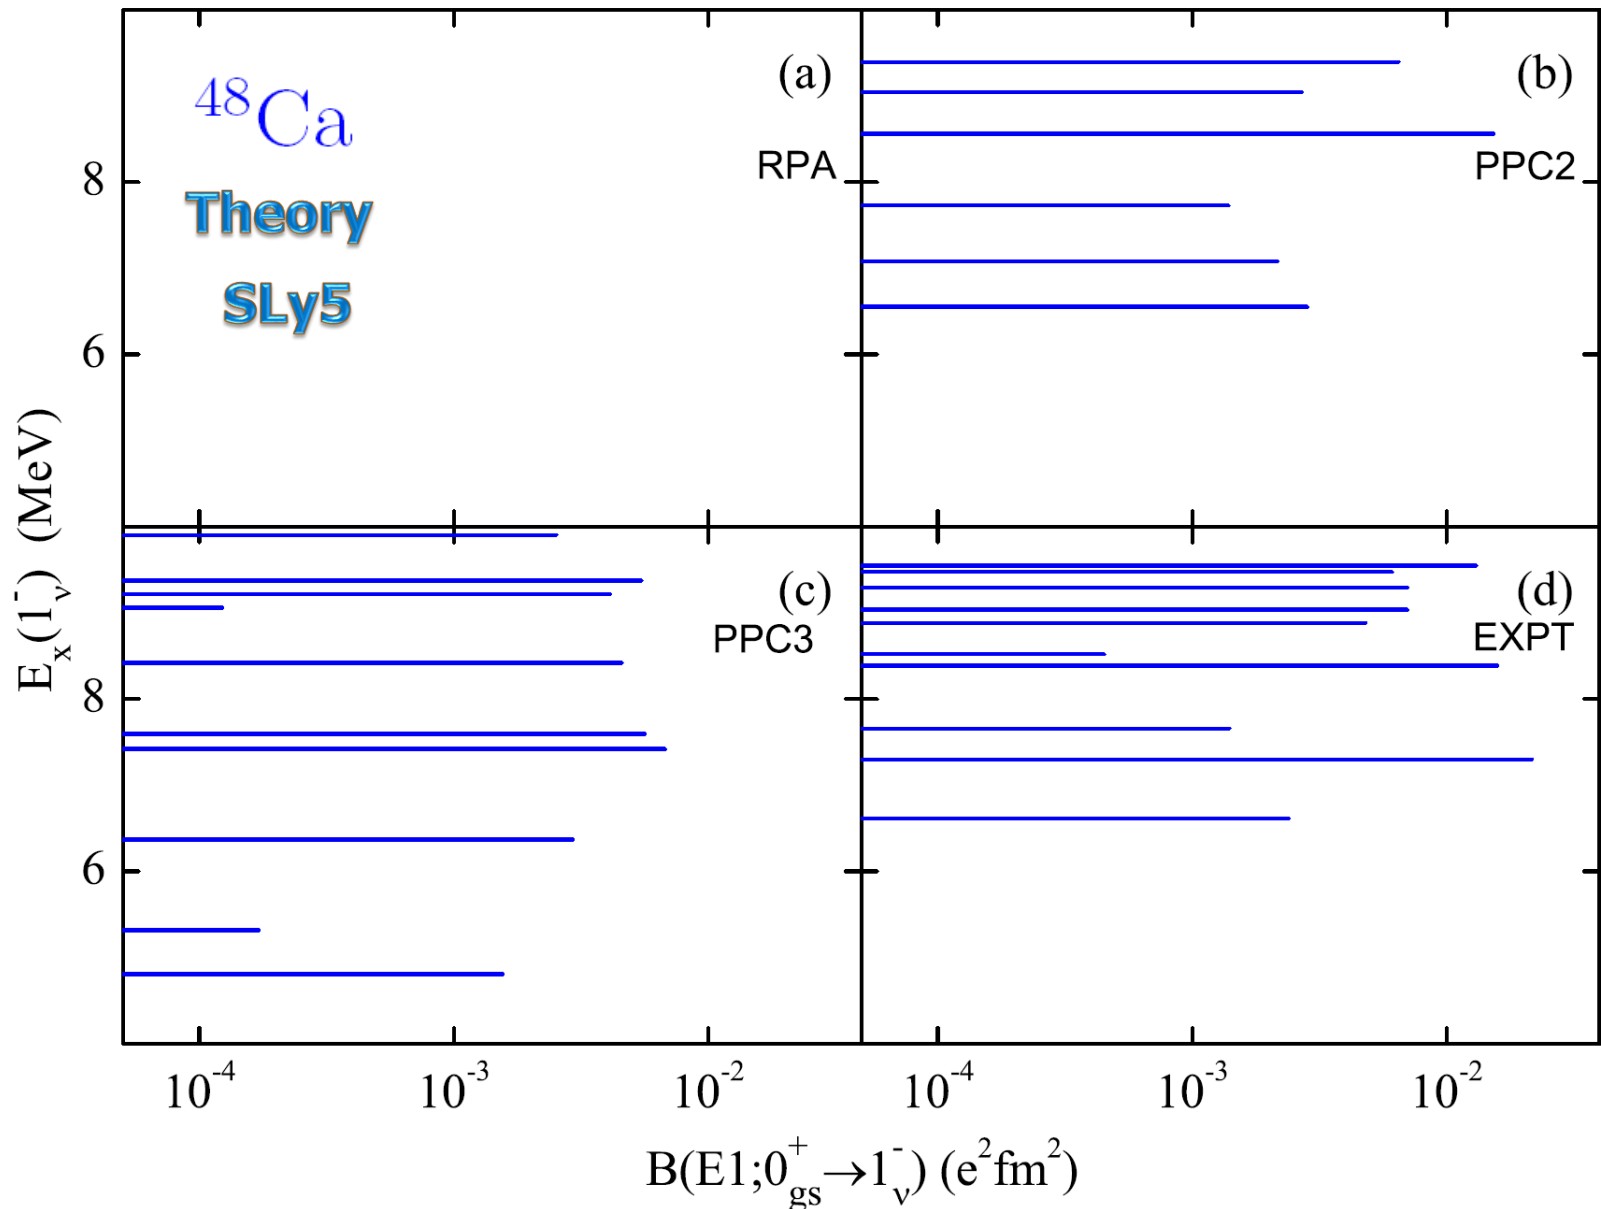 ⁴⁸Ca
Theory
SLy5
(a)
RPA
(b)
PPC2
8
6
(c)
PPC3
(d)
EXPT
8
6
Eₓ(1⁻ᵥ) (MeV)
10⁻⁴ 10⁻³ 10⁻² 10⁻⁴ 10⁻³ 10⁻²
B(E1;0⁺gs→1⁻ν) (e²fm²)